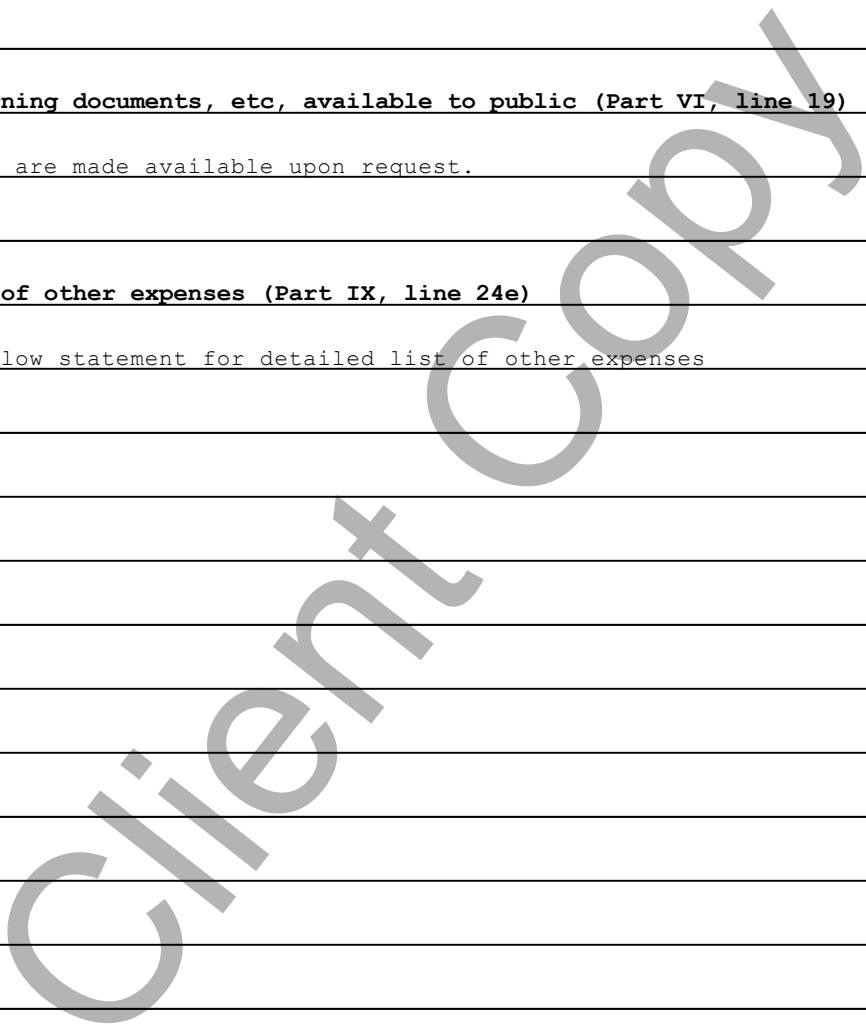 ning documents, etc, available to public (Part VI, line 19)
are made available upon request.
of other expenses (Part IX, line 24e)
low statement for detailed list of other expenses
Client Copy